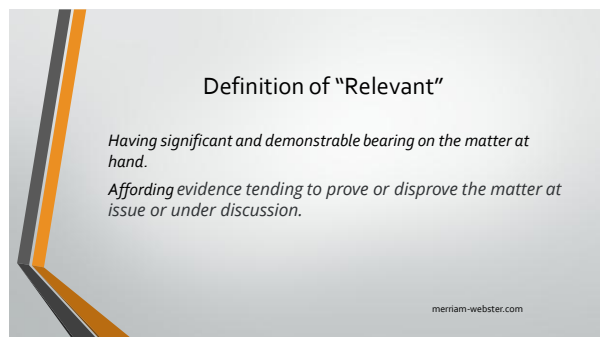 Definition of “Relevant”
Having significant and demonstrable bearing on the matter at
hand.
Affording evidence tending to prove or disprove the matter at
issue or under discussion.
merriam-webster.com